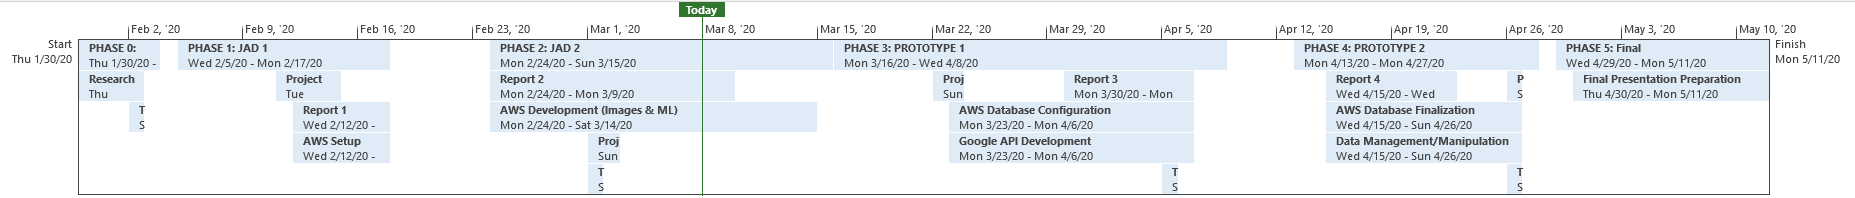 Today
Feb 2, '20 Feb 9, '20 Feb 16, '20 Feb 23, '20 Mar 1, '20 Mar 8, '20 Mar 15, '20 Mar 22, '20 Mar 29, '20 Apr 5, '20 Apr 12, '20 Apr 19, '20 Apr 26, '20 May 3, '20 May 10, '20
Start
Thu 1/30/20
PHASE 0:
Thu 1/30/20 -
PHASE 1: JAD 1
Wed 2/5/20 - Mon 2/17/20
PHASE 2: JAD 2
Mon 2/24/20 - Sun 3/15/20
PHASE 3: PROTOTYPE 1
Mon 3/16/20 - Wed 4/8/20
PHASE 4: PROTOTYPE 2
Mon 4/13/20 - Mon 4/27/20
PHASE 5: Final
Wed 4/29/20 - Mon 5/11/20
Finish
Mon 5/11/20
Research
Thu
Project
Tue
Report 2
Mon 2/24/20 - Mon 3/9/20
Proj
Sun
Report 3
Mon 3/30/20 - Mon
Report 4
Wed 4/15/20 - Wed
P
S
Final Presentation Preparation
Thu 4/30/20 - Mon 5/11/20
T
S
Report 1
Wed 2/12/20 -
AWS Development (Images & ML)
Mon 2/24/20 - Sat 3/14/20
AWS Database Configuration
Mon 3/23/20 - Mon 4/6/20
AWS Database Finalization
Wed 4/15/20 - Sun 4/26/20
AWS Setup
Wed 2/12/20 -
Proj
Sun
Google API Development
Mon 3/23/20 - Mon 4/6/20
Data Management/Manipulation
Wed 4/15/20 - Sun 4/26/20
T
S
T
S
T
S